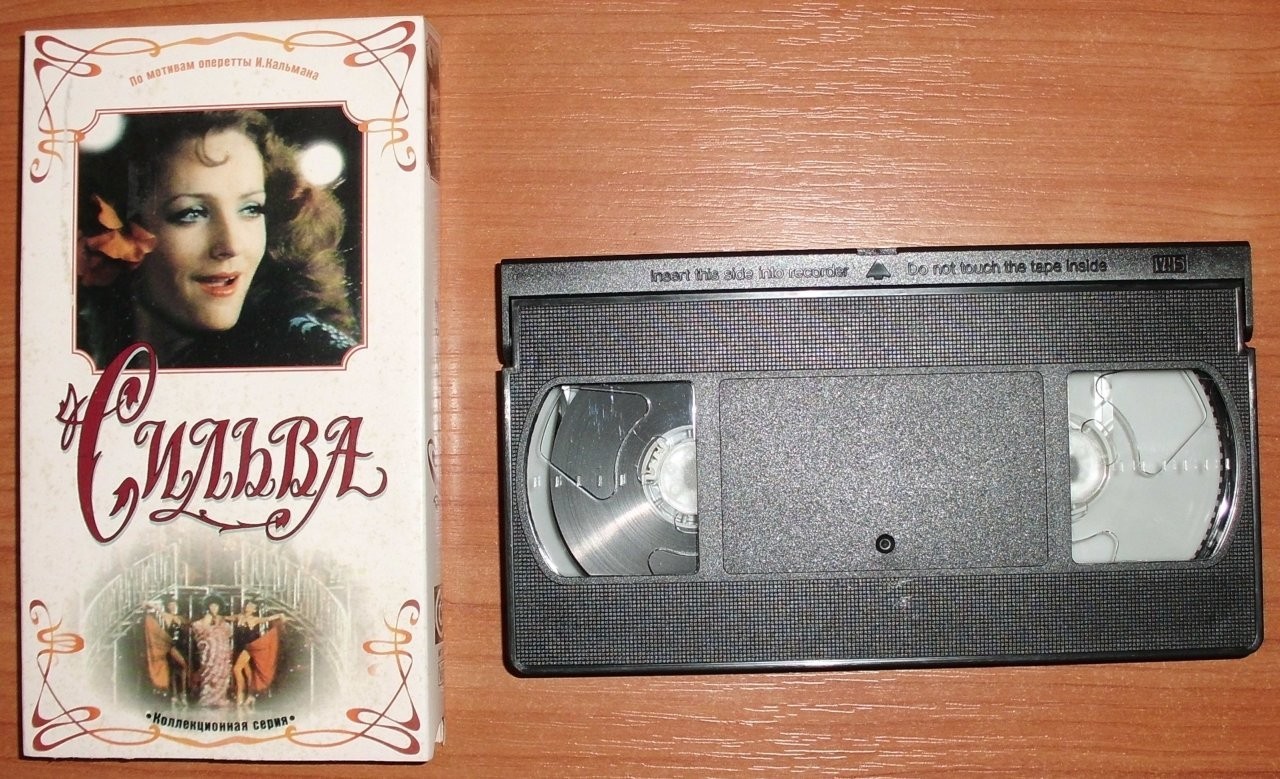 По мотивам оперетты И.Кальмана
Сильва
•Коллекционная серия•
Insert this side into recorder Do not touch the tape inside VHS